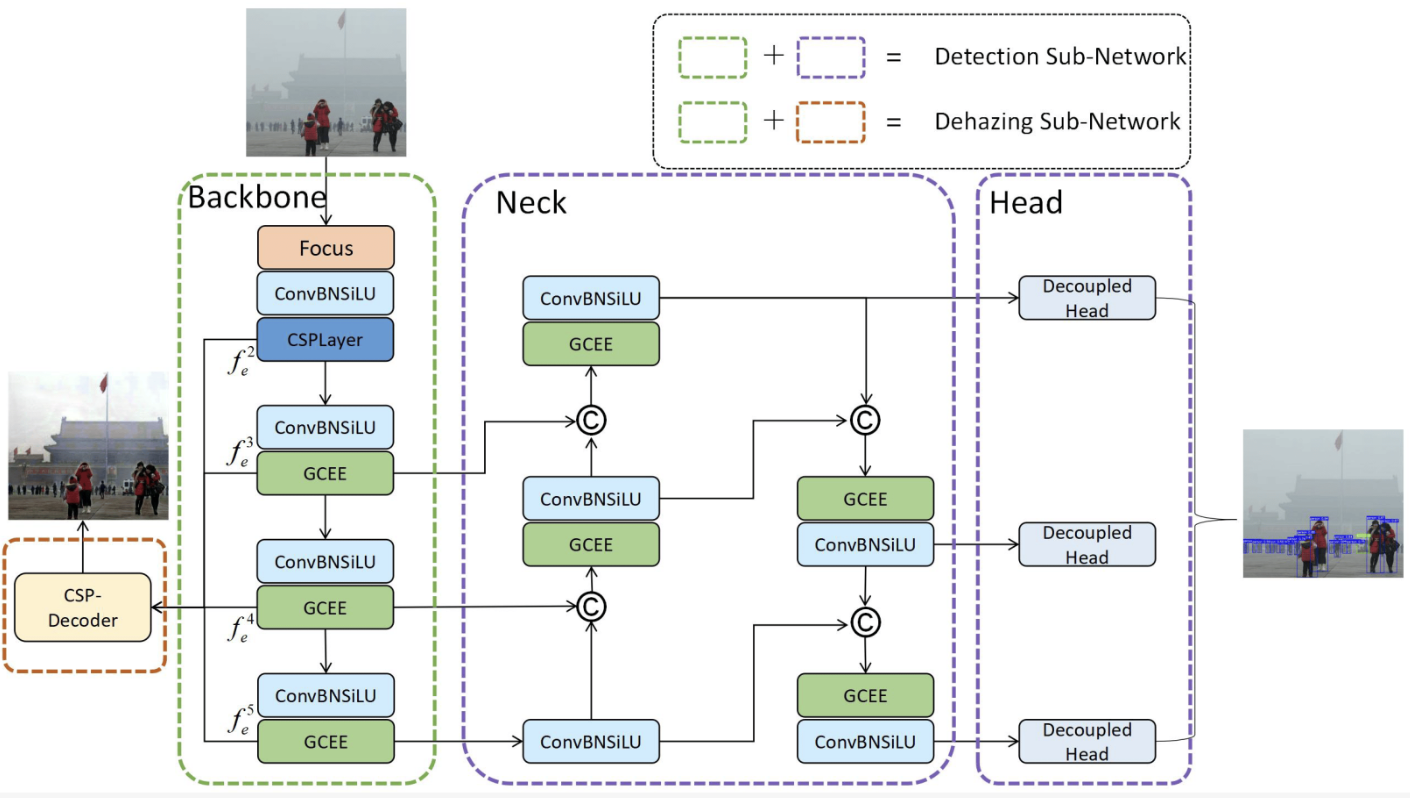 + = Detection Sub-Network
+ = Dehazing Sub-Network
Backbone
Neck
Head
Focus
ConvBNSiLU
CSPLayer
f_e^2
ConvBNSiLU
f_e^3
GCEE
ConvBNSiLU
GCEE
f_e^4
ConvBNSiLU
f_e^5
GCEE
CSP-
Decoder
ConvBNSiLU
GCEE
C
ConvBNSiLU
GCEE
C
ConvBNSiLU
C
GCEE
ConvBNSiLU
C
GCEE
ConvBNSiLU
Decoupled
Head
Decoupled
Head
Decoupled
Head